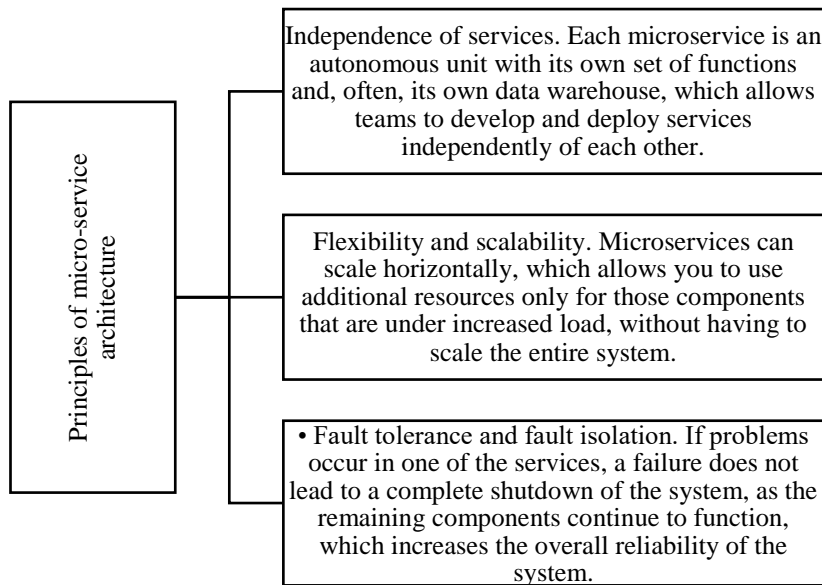 Principles of micro-service
architecture
Independence of services. Each microservice is an
autonomous unit with its own set of functions
and, often, its own data warehouse, which allows
teams to develop and deploy services
independently of each other.
Flexibility and scalability. Microservices can
scale horizontally, which allows you to use
additional resources only for those components
that are under increased load, without having to
scale the entire system.
• Fault tolerance and fault isolation. If problems
occur in one of the services, a failure does not
lead to a complete shutdown of the system, as the
remaining components continue to function,
which increases the overall reliability of the
system.